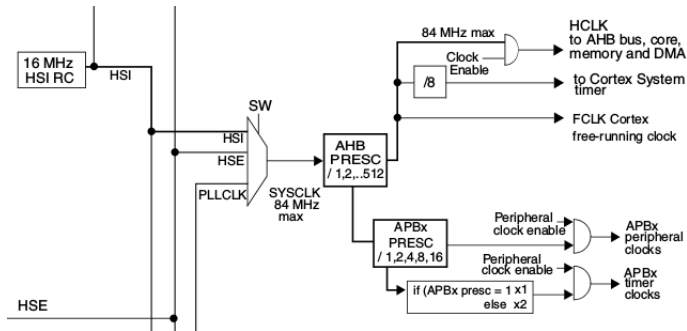 16 MHz
HSI RC
HSI
SW
HSI
HSE
PLLCLK
SYSCLK
84 MHz
max
AHB
PRESC
/ 1,2,..512
84 MHz max
Clock
Enable
HCLK
to AHB bus, core,
memory and DMA
/8
to Cortex System
timer
FCLK Cortex
free-running clock
APBx
PRESC
/ 1,2,4,8,16
Peripheral
clock enable
APBx
peripheral
clocks
if (APBx presc = 1 x1
else x2
Peripheral
clock enable
APBx
timer
clocks
HSE